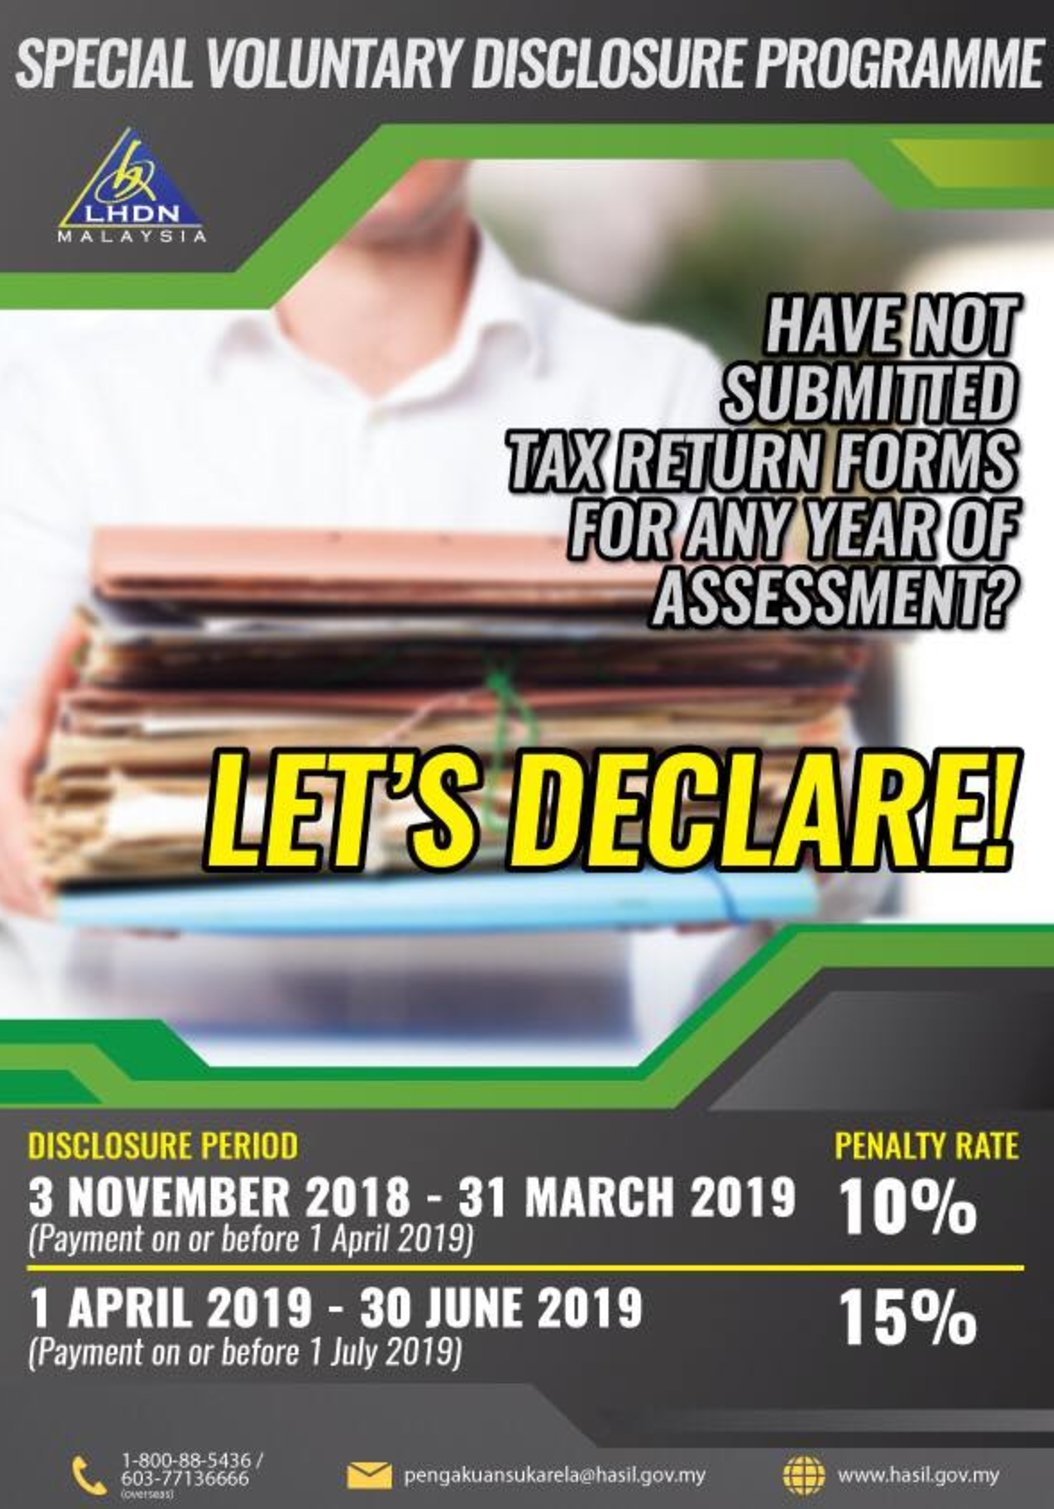 SPECIAL VOLUNTARY DISCLOSURE PROGRAMME
LHDN
MALAYSIA
HAVE NOT
SUBMITTED
TAX RETURN FORMS
FOR ANY YEAR OF
ASSESSMENT?
LET'S DECLARE!
DISCLOSURE PERIOD
PENALTY RATE
3 NOVEMBER 2018 - 31 MARCH 2019
10%
(Payment on or before 1 April 2019)
1 APRIL 2019 - 30 JUNE 2019
15%
(Payment on or before 1 July 2019)
1-800-88-5436 /
603-77136666
(overseas)
pengakuansukarela@hasil.gov.my
www.hasil.gov.my